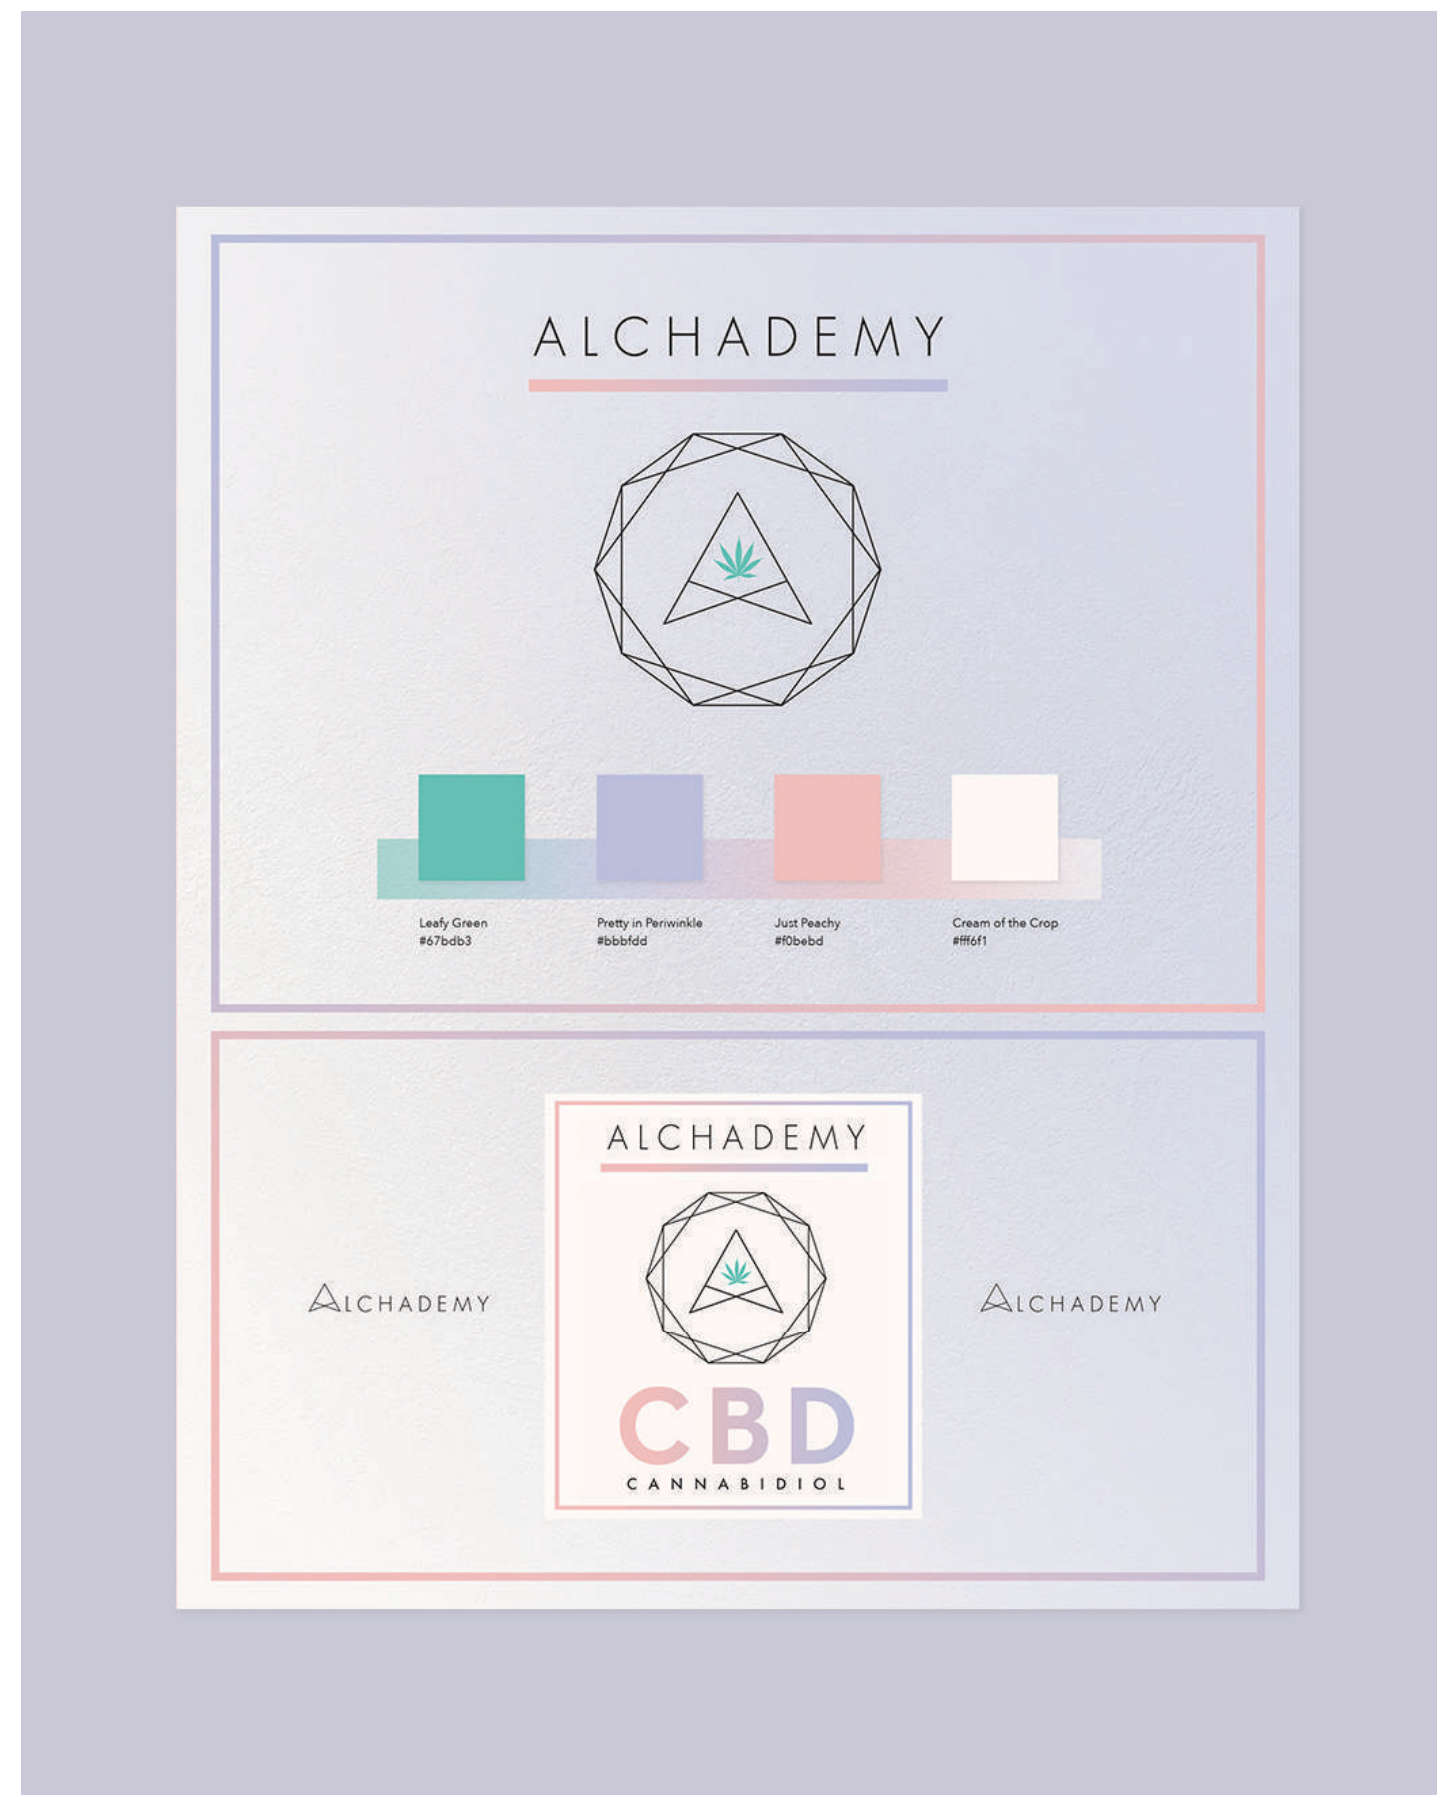 ALCHADEMY
Leafy Green
#67bdb3
Pretty in Periwinkle
#bbbfdd
Just Peachy
#f0bebd
Cream of the Crop
#fff6f1
ALCHADEMY
ALCHADEMY
CBD
CANNABIDIOL
ALCHADEMY